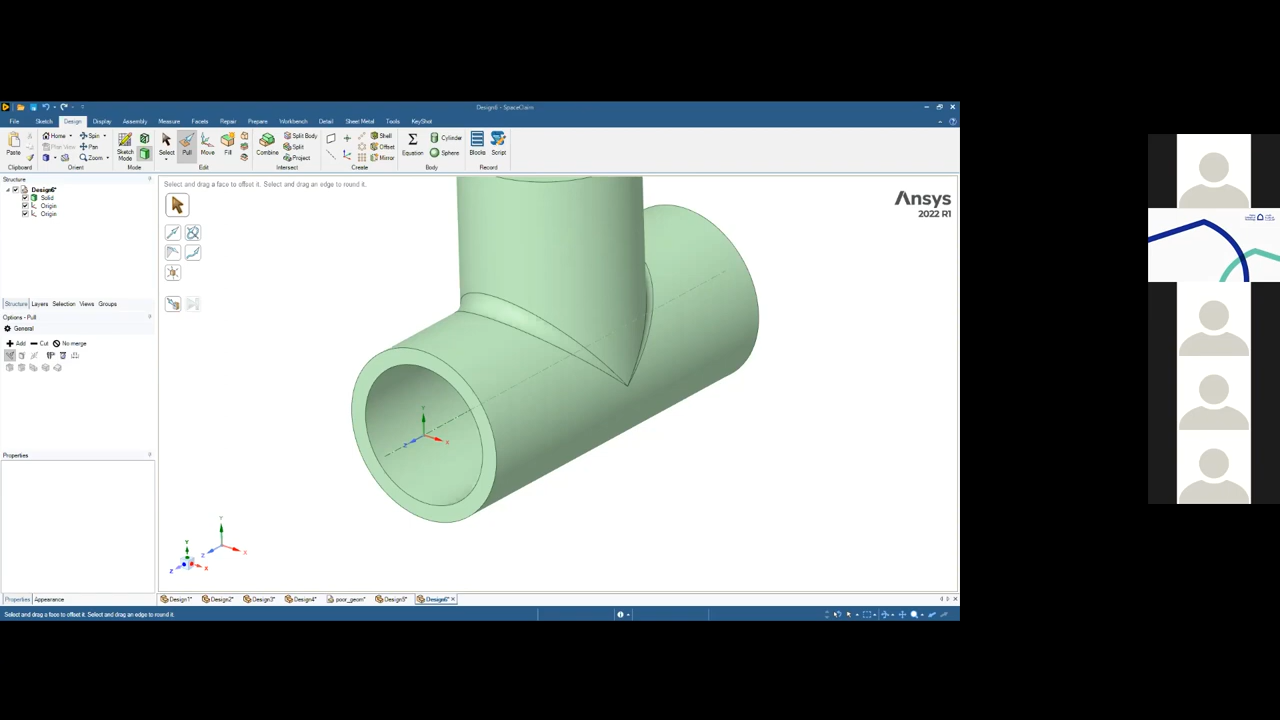 Design6 - SpaceClaim
File Sketch Design Display Assembly Measure Facets Repair Prepare Workbench Detail Sheet Metal Tools KeyShot
Home Spin Split Body Shell Cylinder
Plan View Pan Split Offset Sphere
Zoom Project Mirror
Paste Sketch Mode Select Pull Move Fill Combine Equation Blocks Script
Clipboard Orient Mode Edit Intersect Create Body Record
Structure
Design6*
Solid
Origin
Origin
Structure Layers Selection Views Groups
Options - Pull
General
Add Cut No merge
Properties
Properties Appearance
Select and drag a face to offset it. Select and drag an edge to round it.
Ansys
2022 R1
Y
X
Z
Y
X
Z
Y
X
Z
Design1* Design2* Design3* Design4* poor_geom* Design5* Design6*
Select and drag a face to offset it. Select and drag an edge to round it.